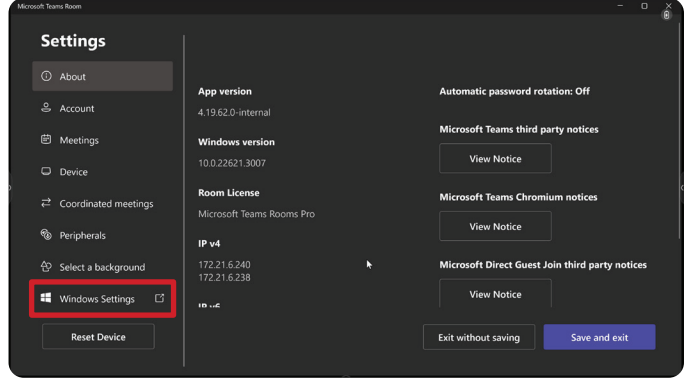 Microsoft Teams Room
Settings
About
Account
Meetings
Device
Coordinated meetings
Peripherals
Select a background
Windows Settings
Reset Device
App version
4.19.62.0-internal
Windows version
10.0.22621.3007
Room License
Microsoft Teams Rooms Pro
IP v4
172.21.6.240
172.21.6.238
IP v6
Automatic password rotation: Off
Microsoft Teams third party notices
View Notice
Microsoft Teams Chromium notices
View Notice
Microsoft Direct Guest Join third party notices
View Notice
Exit without saving
Save and exit